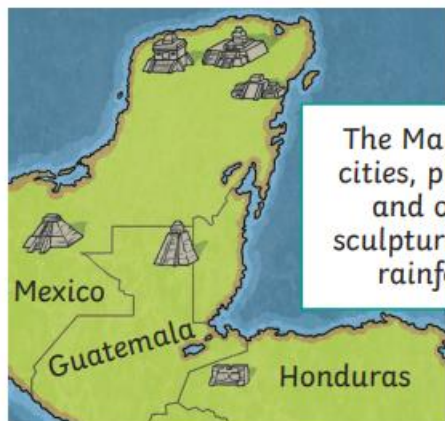 The Ma
cities, p
and o
sculptur
rainf
Mexico
Guatemala
Honduras